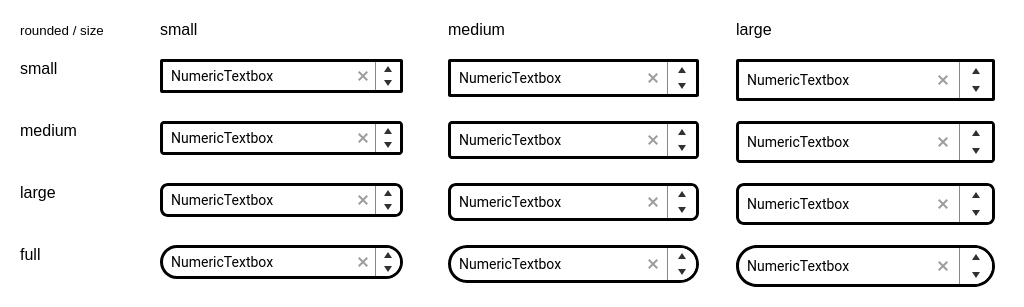 rounded / size small medium large
small NumericTextbox NumericTextbox NumericTextbox
medium NumericTextbox NumericTextbox NumericTextbox
large NumericTextbox NumericTextbox NumericTextbox
full NumericTextbox NumericTextbox NumericTextbox